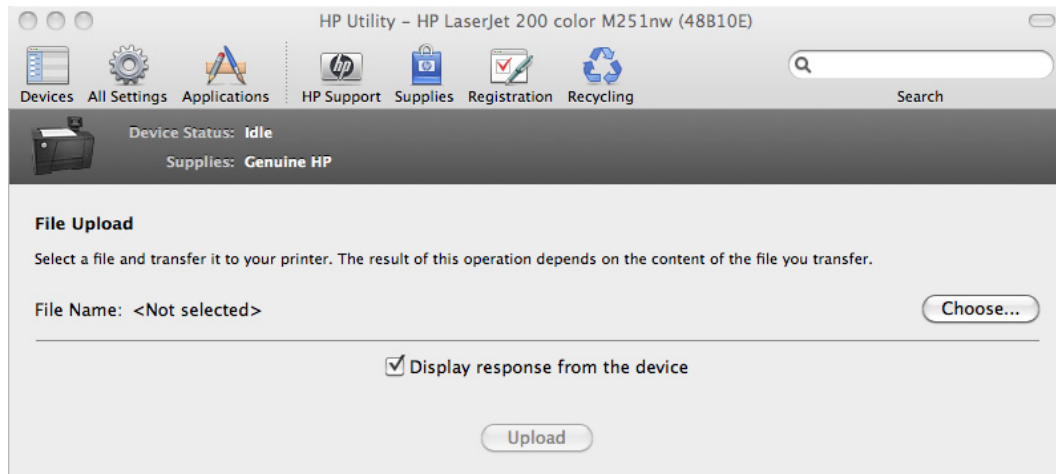 HP Utility – HP LaserJet 200 color M251nw (48B10E)
Devices All Settings Applications HP Support Supplies Registration Recycling Search
Device Status: Idle
Supplies: Genuine HP
File Upload
Select a file and transfer it to your printer. The result of this operation depends on the content of the file you transfer.
File Name: <Not selected> Choose...
Display response from the device
Upload